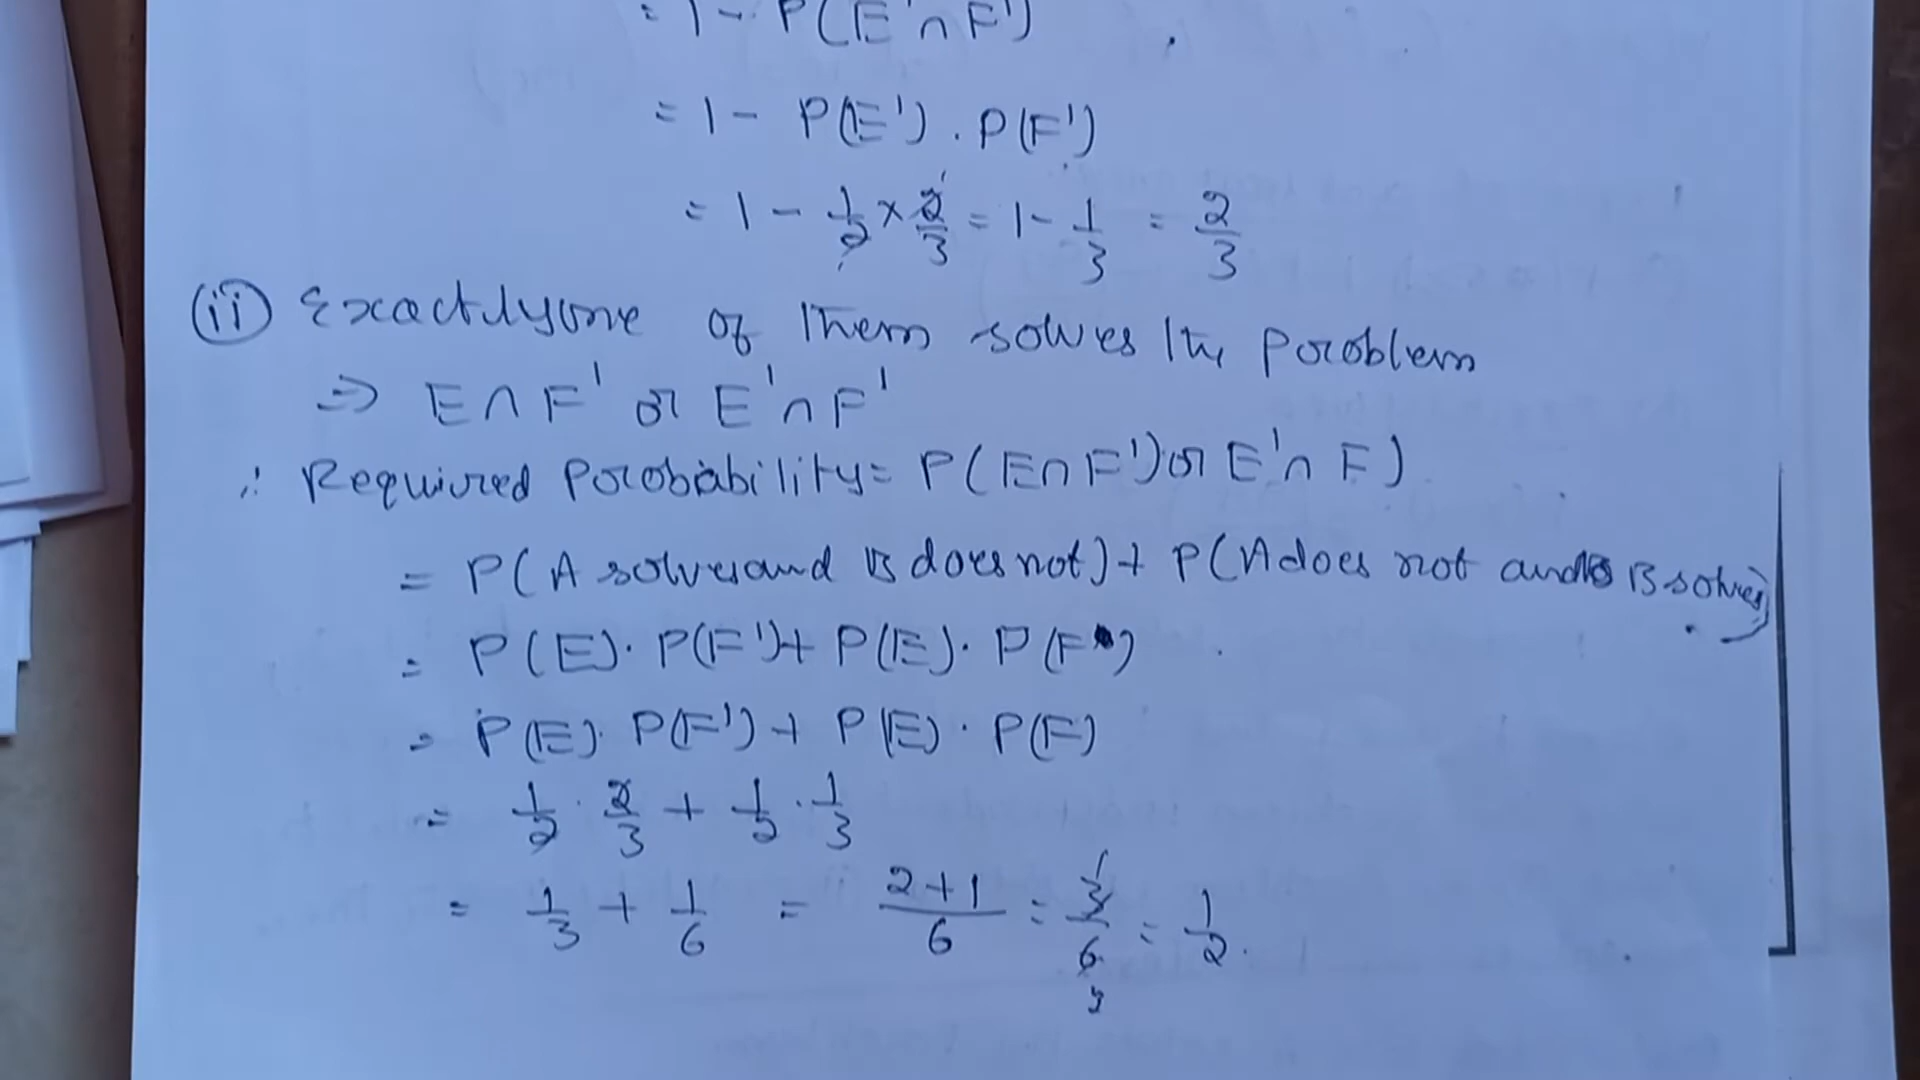 = 1 - P(E'∩F')
= 1 - P(E') . P(F')
= 1 - 1/2 × 2/3 = 1 - 1/3 = 2/3
(ii) Exactly one of them solves the problem
⇒ E∩F' or E'∩F'
∴ Required Probability = P(E∩F') or E'∩F)
= P(A solves and B does not) + P(A does not and B solves)
= P(E). P(F') + P(E). P(F)
= P(E). P(F') + P(E) . P(F)
= 1/2 . 2/3 + 1/2 . 1/3
= 1/3 + 1/6 = 2+1/6 = 3/6 = 1/2.